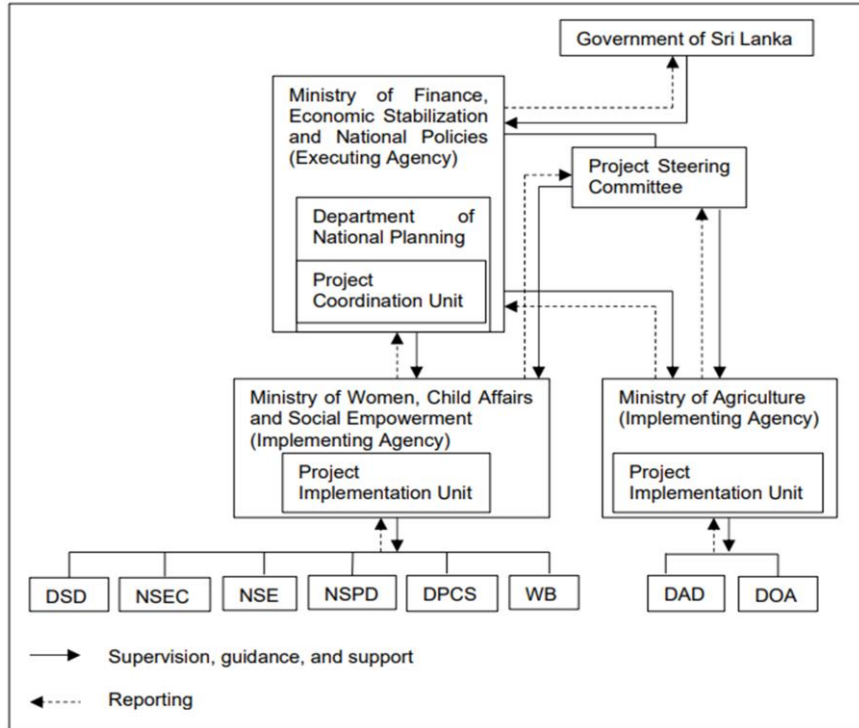 Government of Sri Lanka
Ministry of Finance,
Economic Stabilization
and National Policies
(Executing Agency)
Project Steering
Committee
Department of
National Planning
Project
Coordination Unit
Ministry of Women, Child Affairs
and Social Empowerment
(Implementing Agency)
Project
Implementation Unit
Ministry of Agriculture
(Implementing Agency)
Project
Implementation Unit
DSD
NSEC
NSE
NSPD
DPCS
WB
DAD
DOA
Supervision, guidance, and support
Reporting